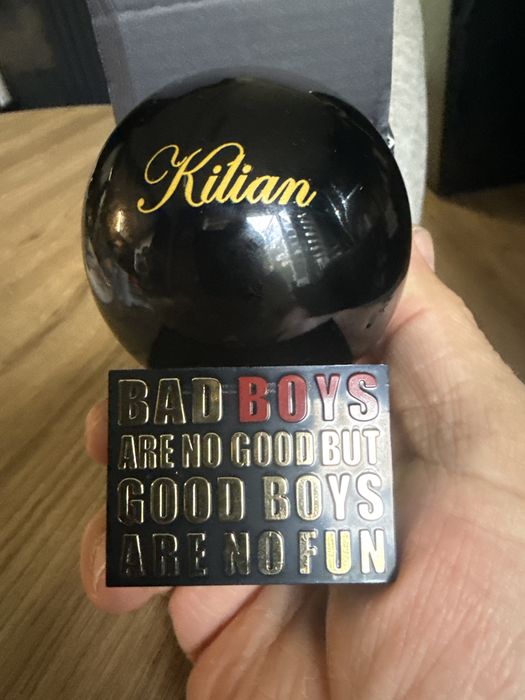 Kilian
BAD BOYS
ARE NO GOOD BUT
GOOD BOYS
ARE NO FUN